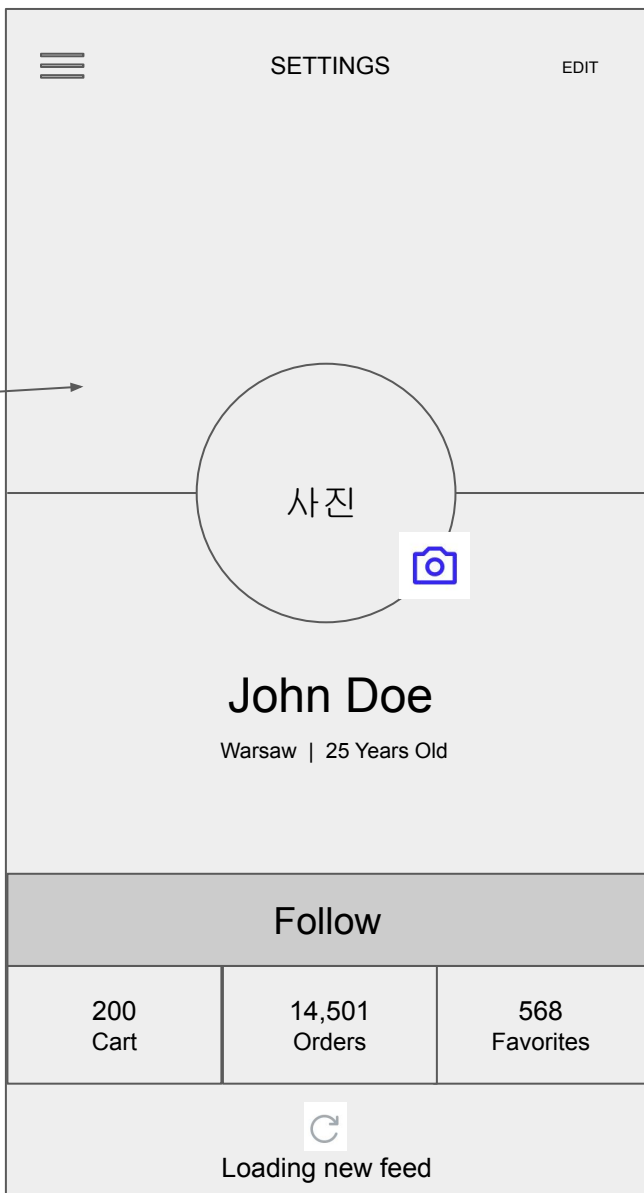 SETTINGS EDIT
사진
John Doe
Warsaw | 25 Years Old
Follow
200
Cart
14,501
Orders
568
Favorites
Loading new feed